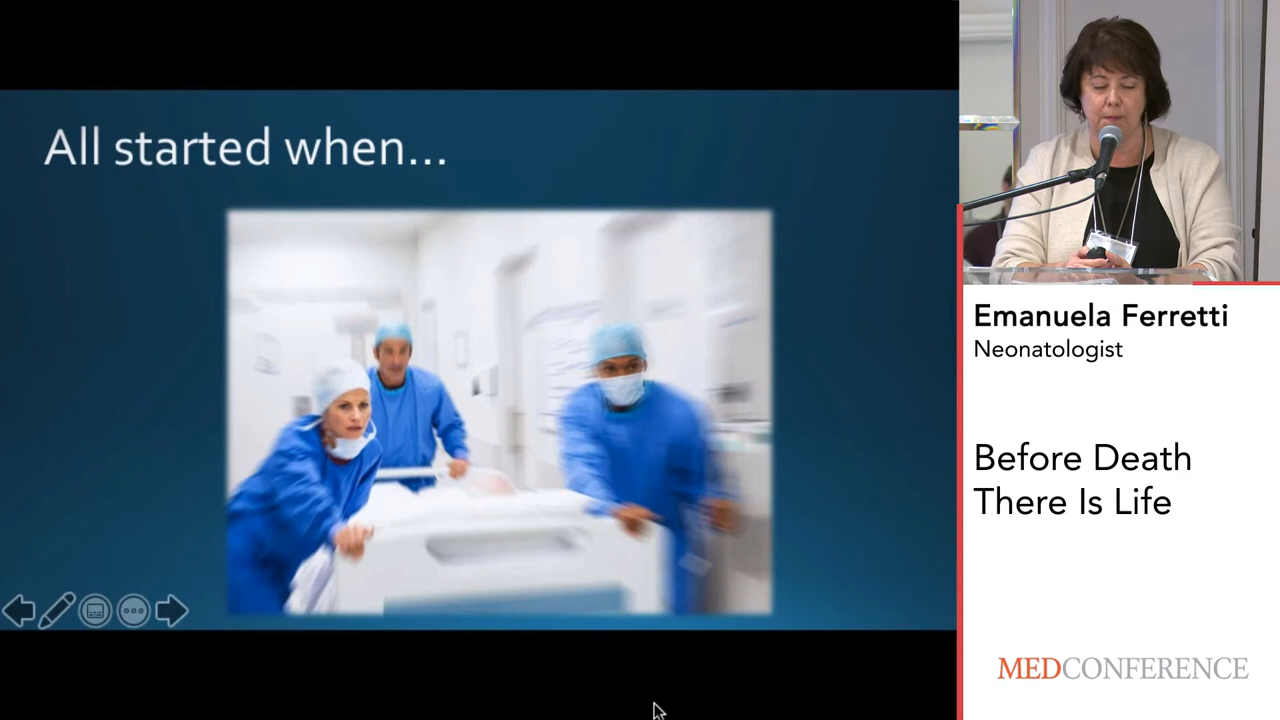 All started when...
Emanuela Ferretti
Neonatologist
Before Death
There Is Life
MEDCONFERENCE